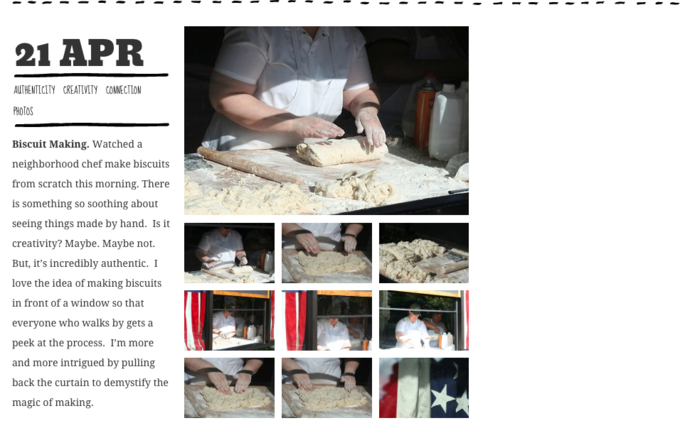 21 APR
AUTHENTICITY CREATIVITY CONNECTION
PHOTOS
Biscuit Making. Watched a
neighborhood chef make biscuits
from scratch this morning. There
is something so soothing about
seeing things made by hand.  Is it
creativity? Maybe. Maybe not.
But, it's incredibly authentic.  I
love the idea of making biscuits
in front of a window so that
everyone who walks by gets a
peek at the process.  I'm more
and more intrigued by pulling
back the curtain to demystify the
magic of making.